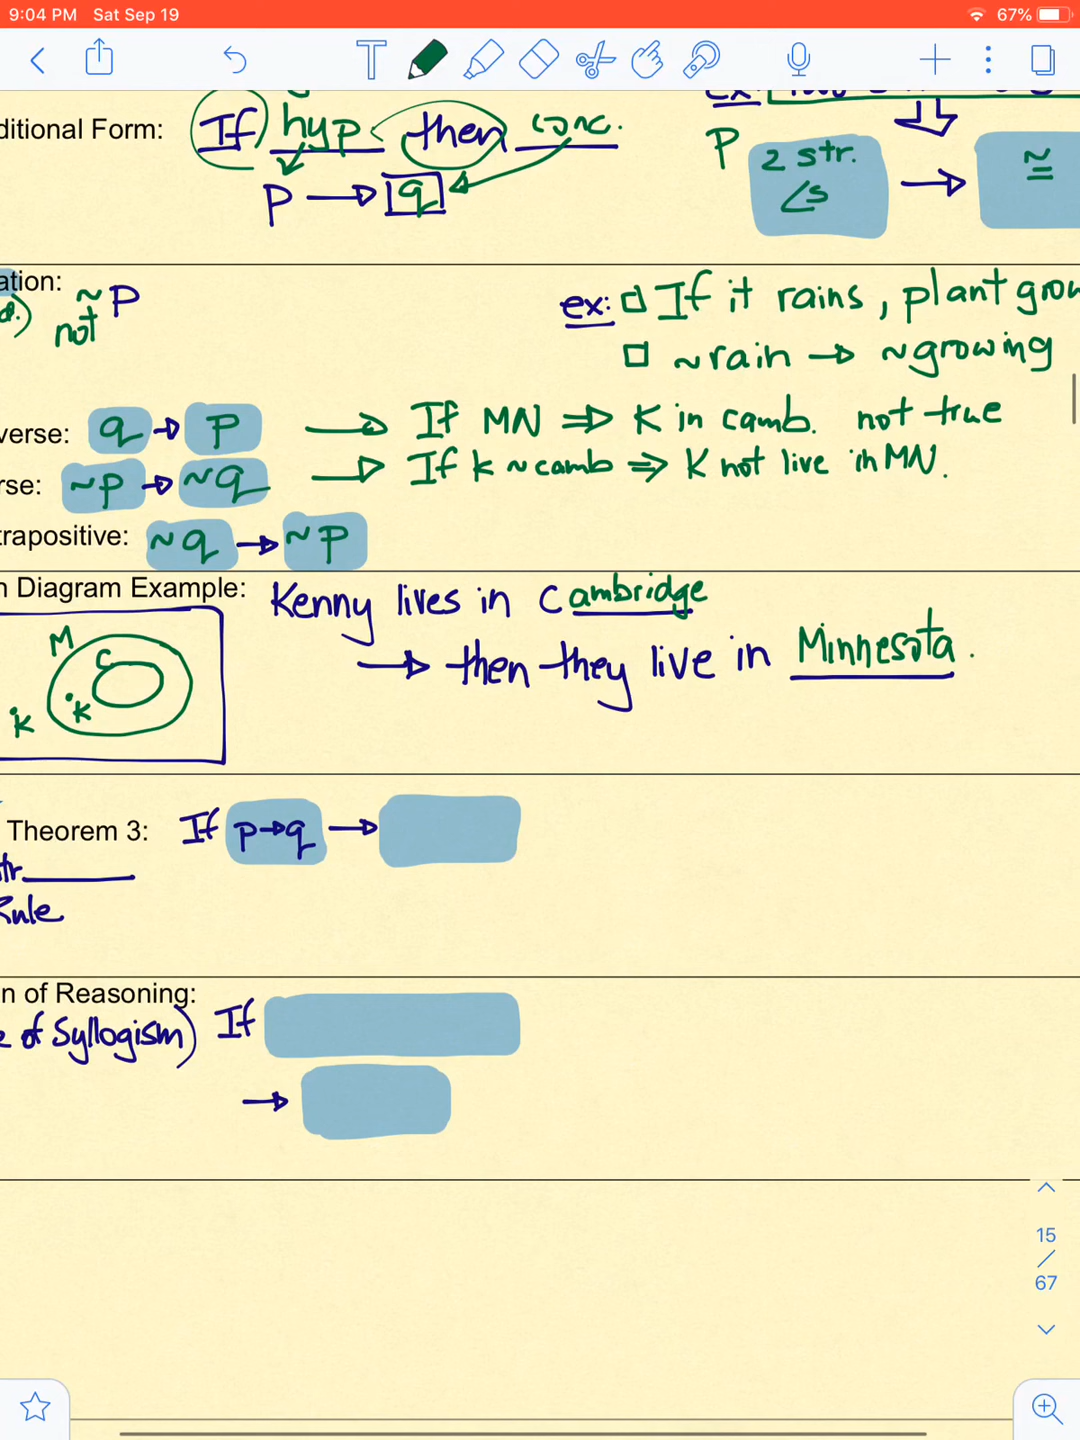 9:04 PM Sat Sep 19 67%
ditional Form: If hyp then conc.
p → q
ex:
P 2 str. ∠s → ≅
ation: ~p
not
ex: □ If it rains, plant grow
□ ~rain → ~growing
verse: q → p → If MN ⇒ K in camb. not true
rse: ~p → ~q → If K ~camb ⇒ K not live in MN.
trapositive: ~q → ~p
n Diagram Example: Kenny lives in Cambridge
→ then they live in Minnesota.
M
C
K
K
Theorem 3: If p→q →
Rule
n of Reasoning:
e of Syllogism) If
→
15
/
67